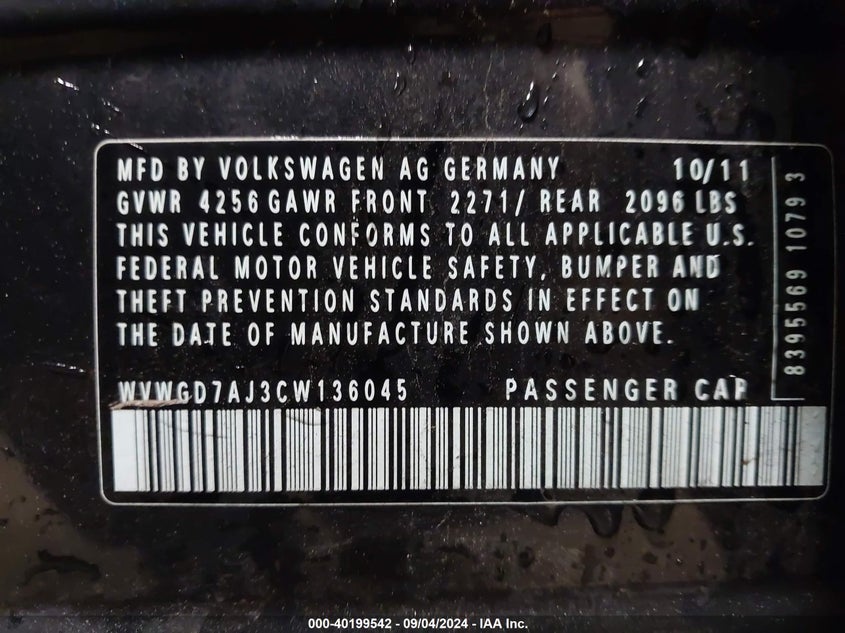 MFD BY VOLKSWAGEN AG GERMANY 10/11
GVWR 4256 GAWR FRONT 2271/ REAR 2096 LBS
THIS VEHICLE CONFORMS TO ALL APPLICABLE U.S.
FEDERAL MOTOR VEHICLE SAFETY, BUMPER AND
THEFT PREVENTION STANDARDS IN EFFECT ON
THE DATE OF MANUFACTURE SHOWN ABOVE.
WVWGD7AJ3CW136045 PASSENGER CAR
8395569 1079 3
000-40199542 - 09/04/2024 - IAA Inc.